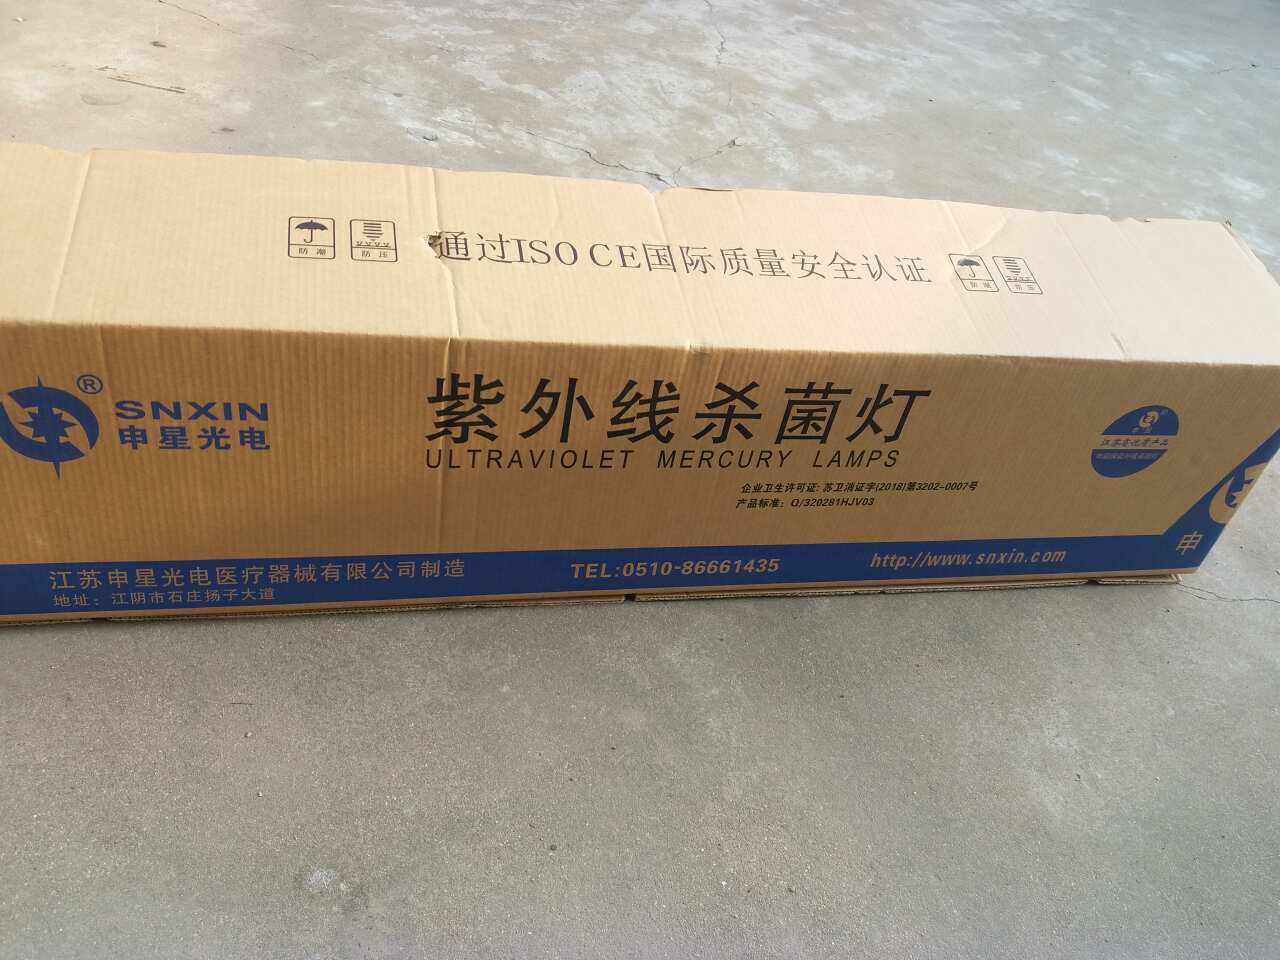 防潮
防压
通过ISO CE国际质量安全认证
防潮
防压
®
SNXIN
申星光电
紫外线杀菌灯
ULTRAVIOLET MERCURY LAMPS
企业卫生许可证: 苏卫消证字(2018)第3202-0007号
产品标准: Q/320281HJV03
江苏申星光电医疗器械有限公司制造
地址: 江阴市石庄扬子大道
TEL:0510-86661435
http://www.snxin.com
申